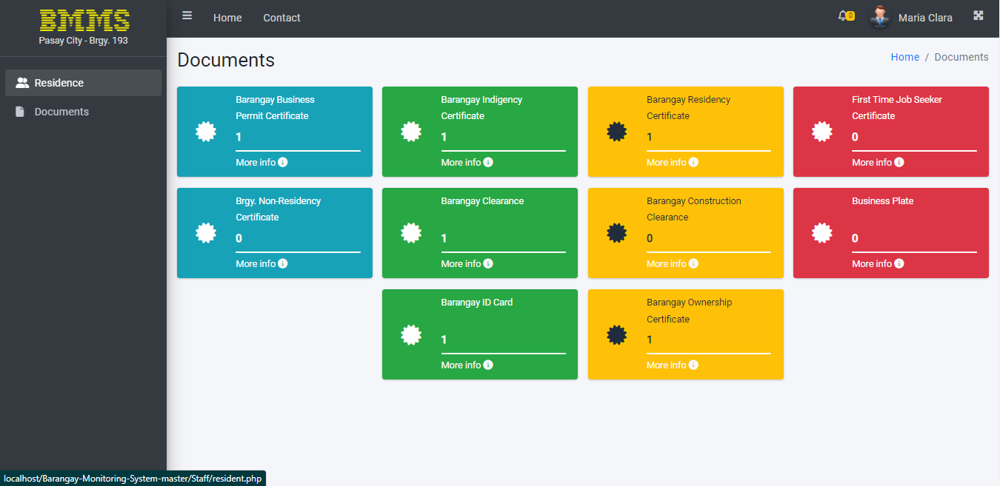 BMMS
Pasay City - Brgy. 193
Home
Contact
0
Maria Clara
Residence
Documents
Documents
Home / Documents
Barangay Business
Permit Certificate
1
More info
Barangay Indigency
Certificate
1
More info
Barangay Residency
Certificate
1
More info
First Time Job Seeker
Certificate
0
More info
Brgy. Non-Residency
Certificate
0
More info
Barangay Clearance
1
More info
Barangay Construction
Clearance
0
More info
Business Plate
0
More info
Barangay ID Card
1
More info
Barangay Ownership
Certificate
1
More info
localhost/Barangay-Monitoring-System-master/Staff/resident.php